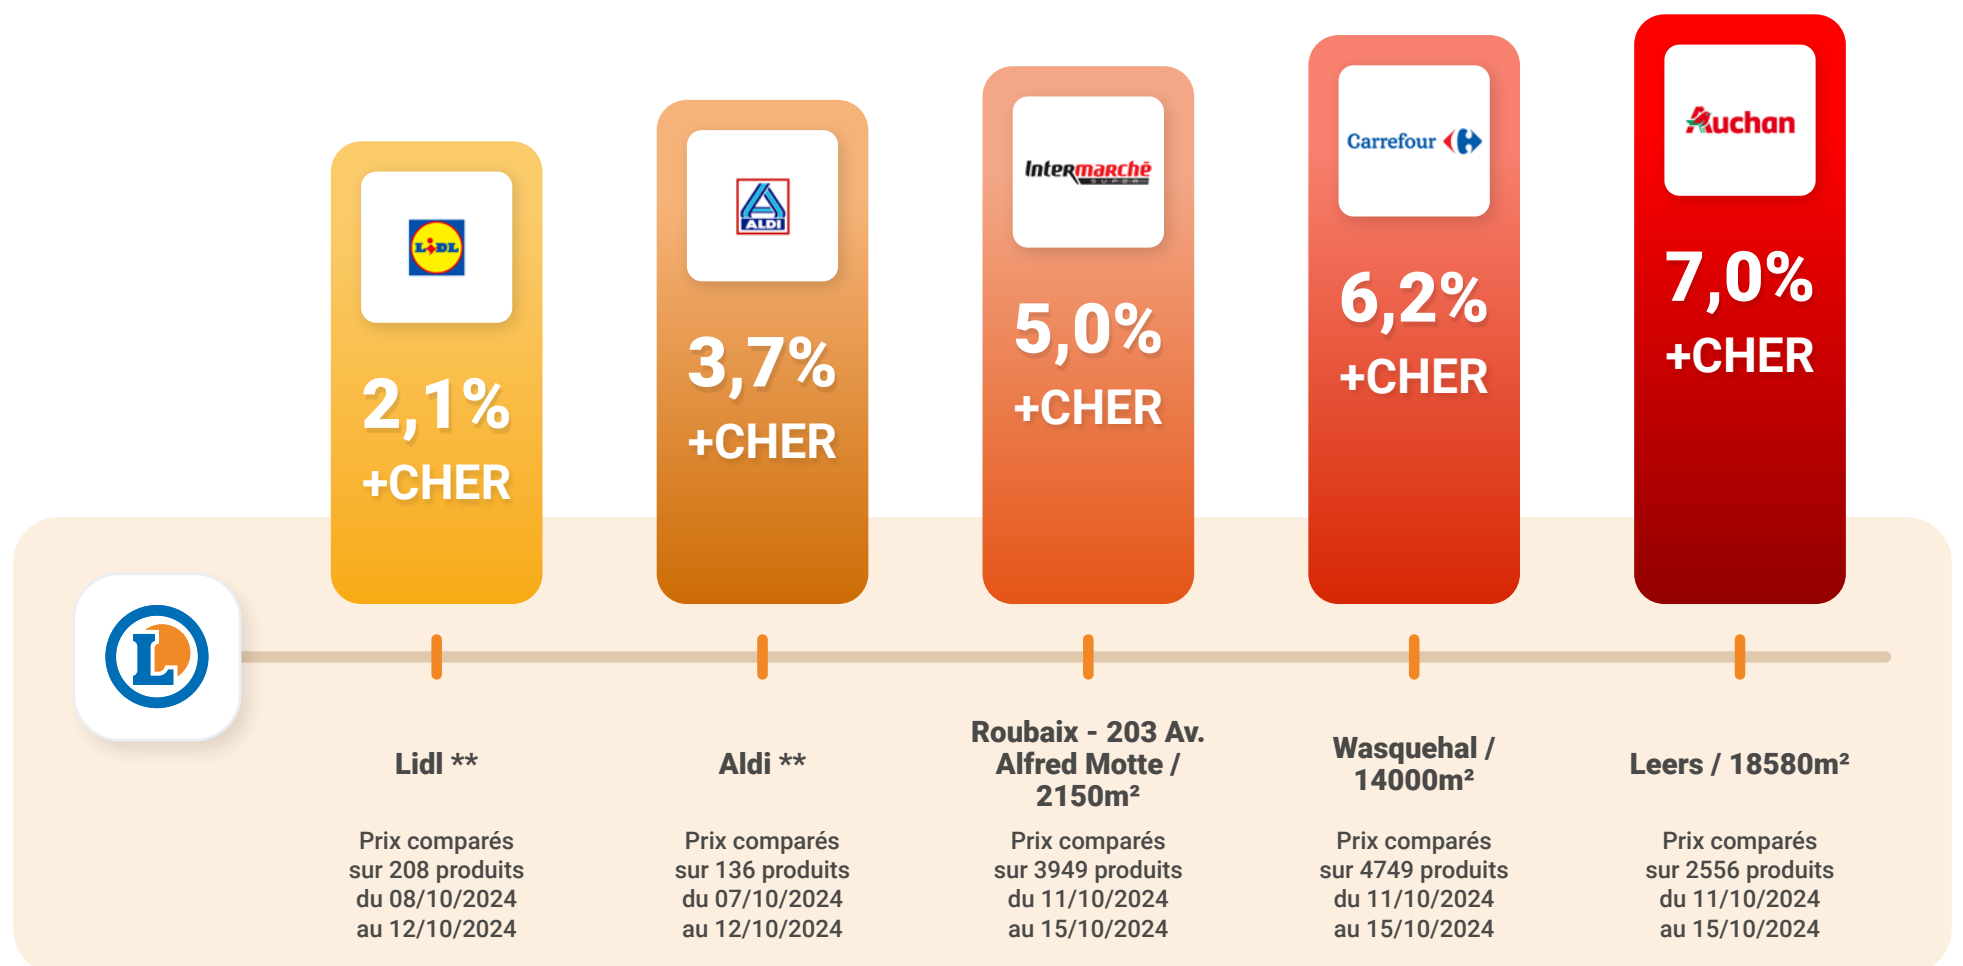 LiDL
2,1%
+CHER
ALDI
3,7%
+CHER
Intermarchē
SUPER
5,0%
+CHER
Carrefour
6,2%
+CHER
Auchan
7,0%
+CHER
L
Lidl **
Prix comparés
sur 208 produits
du 08/10/2024
au 12/10/2024
Aldi **
Prix comparés
sur 136 produits
du 07/10/2024
au 12/10/2024
Roubaix - 203 Av.
Alfred Motte /
2150m²
Prix comparés
sur 3949 produits
du 11/10/2024
au 15/10/2024
Wasquehal /
14000m²
Prix comparés
sur 4749 produits
du 11/10/2024
au 15/10/2024
Leers / 18580m²
Prix comparés
sur 2556 produits
du 11/10/2024
au 15/10/2024